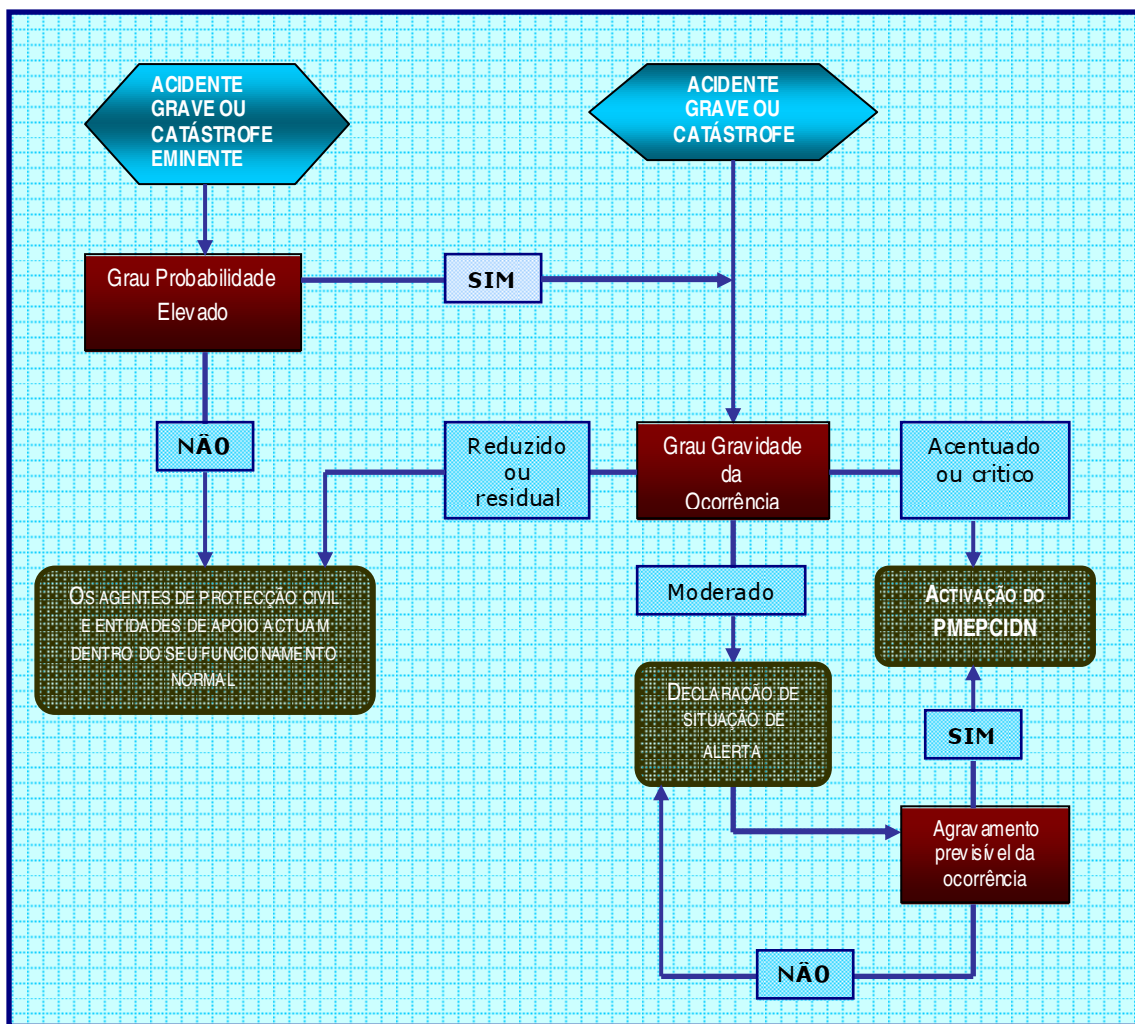 ACIDENTE
GRAVE OU
CATÁSTROFE
EMINENTE
ACIDENTE
GRAVE OU
CATÁSTROFE
Grau Probabilidade
Elevado
SIM
NÂO
Reduzido
ou
residual
Grau Gravidade
da
Ocorrência
Acentuado
ou critico
OS AGENTES DE PROTECÇÃO CIVIL
E ENTIDADES DE APOIO ACTUAM
DENTRO DO SEU FUNCIONAMENTO
NORMAL
Moderado
ACTIVAÇÃO DO
PMEPCIDN
DECLARAÇÃO DE
SITUAÇÃO DE
ALERTA
SIM
Agravamento
previsível da
ocorrência
NÂO